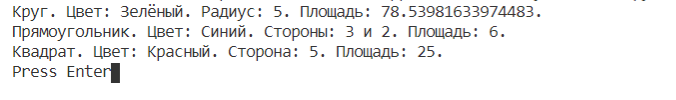 Круг. Цвет: Зелёный. Радиус: 5. Площадь: 78.53981633974483.
Прямоугольник. Цвет: Синий. Стороны: 3 и 2. Площадь: 6.
Квадрат. Цвет: Красный. Сторона: 5. Площадь: 25.
Press Enter